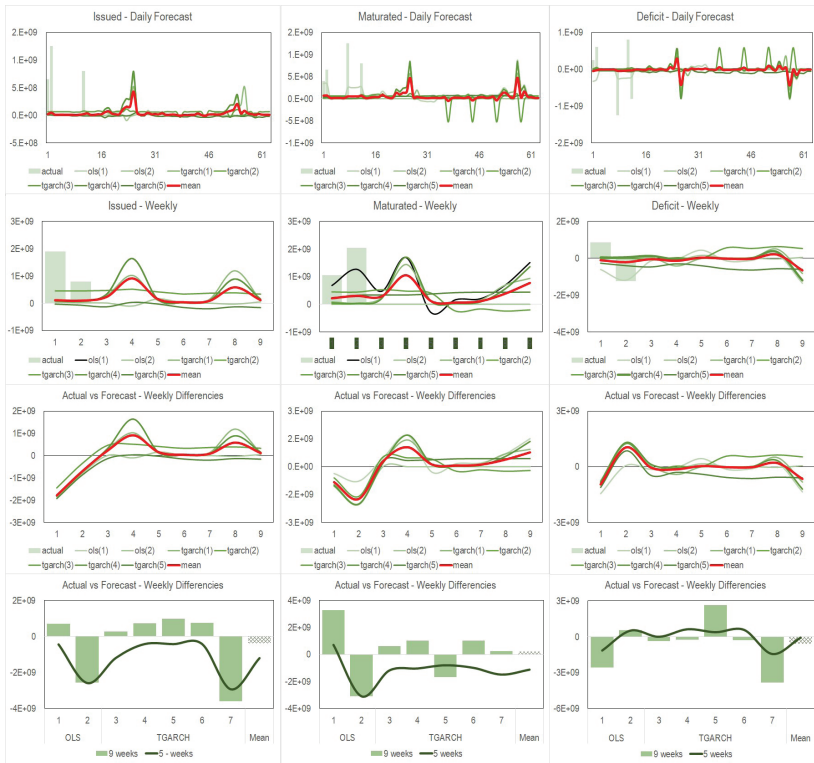 Issued - Daily Forecast
2.E+09
2.E+09
1.E+09
5.E+08
0.E+00
-5.E+08
1 16 31 46 61
actual ols(1) ols(2) tgarch(1) tgarch(2)
tgarch(3) tgarch(4) tgarch(5) mean
Maturated - Daily Forecast
2.E+09
2.E+09
1.E+09
5.E+08
0.E+00
-5.E+08
-1.E+09
1 16 31 46 61
actual ols(1) ols(2) tgarch(1) tgarch(2)
tgarch(3) tgarch(4) tgarch(5) mean
Deficit - Daily Forecast
1.E+09
0.E+00
-1.E+09
-2.E+09
1 16 31 46 61
actual ols(1) ols(2) tgarch(1) tgarch(2)
tgarch(3) tgarch(4) tgarch(5) mean
Issued - Weekly
3E+09
2E+09
1E+09
0
-1E+09
1 2 3 4 5 6 7 8 9
actual ols(1) ols(2) tgarch(1) tgarch(2)
tgarch(3) tgarch(4) tgarch(5) mean
Maturated - Weekly
3E+09
2E+09
2E+09
1E+09
5E+08
0
-5E+08
-1E+09
actual ols(1) ols(2) tgarch(1) tgarch(2)
tgarch(3) tgarch(4) tgarch(5) mean
Deficit - Weekly
2E+09
0
-2E+09
-4E+09
1 2 3 4 5 6 7 8 9
actual ols(1) ols(2) tgarch(1) tgarch(2)
tgarch(3) tgarch(4) tgarch(5) mean
Actual vs Forecast - Weekly Differences
2E+09
1E+09
0
-1E+09
-2E+09
-3E+09
1 2 3 4 5 6 7 8 9
actual ols(1) ols(2) tgarch(1) tgarch(2)
tgarch(3) tgarch(4) tgarch(5) mean
Actual vs Forecast - Weekly Differences
3.E+09
2.E+09
1.E+09
0.E+00
-1.E+09
-2.E+09
-3.E+09
1 2 3 4 5 6 7 8 9
actual ols(1) ols(2) tgarch(1) tgarch(2)
tgarch(3) tgarch(4) tgarch(5) mean
Actual vs Forecast - Weekly Differences
3E+09
0
-3E+09
1 2 3 4 5 6 7 8 9
actual ols(1) ols(2) tgarch(1) tgarch(2)
tgarch(3) tgarch(4) tgarch(5) mean
Actual vs Forecast - Weekly Differencies
2E+09
0
-2E+09
-4E+09
1 2 3 4 5 6 7
OLS TGARCH Mean
9 weeks 5 - weeks
Actual vs Forecast - Weekly Differencies
4E+09
2E+09
0
-2E+09
-4E+09
1 2 3 4 5 6 7
OLS TGARCH Mean
9 weeks 5 weeks
Actual vs Forecast - Weekly Differencies
3E+09
0
-3E+09
-6E+09
1 2 3 4 5 6 7
OLS TGARCH Mean
9 weeks 5 weeks